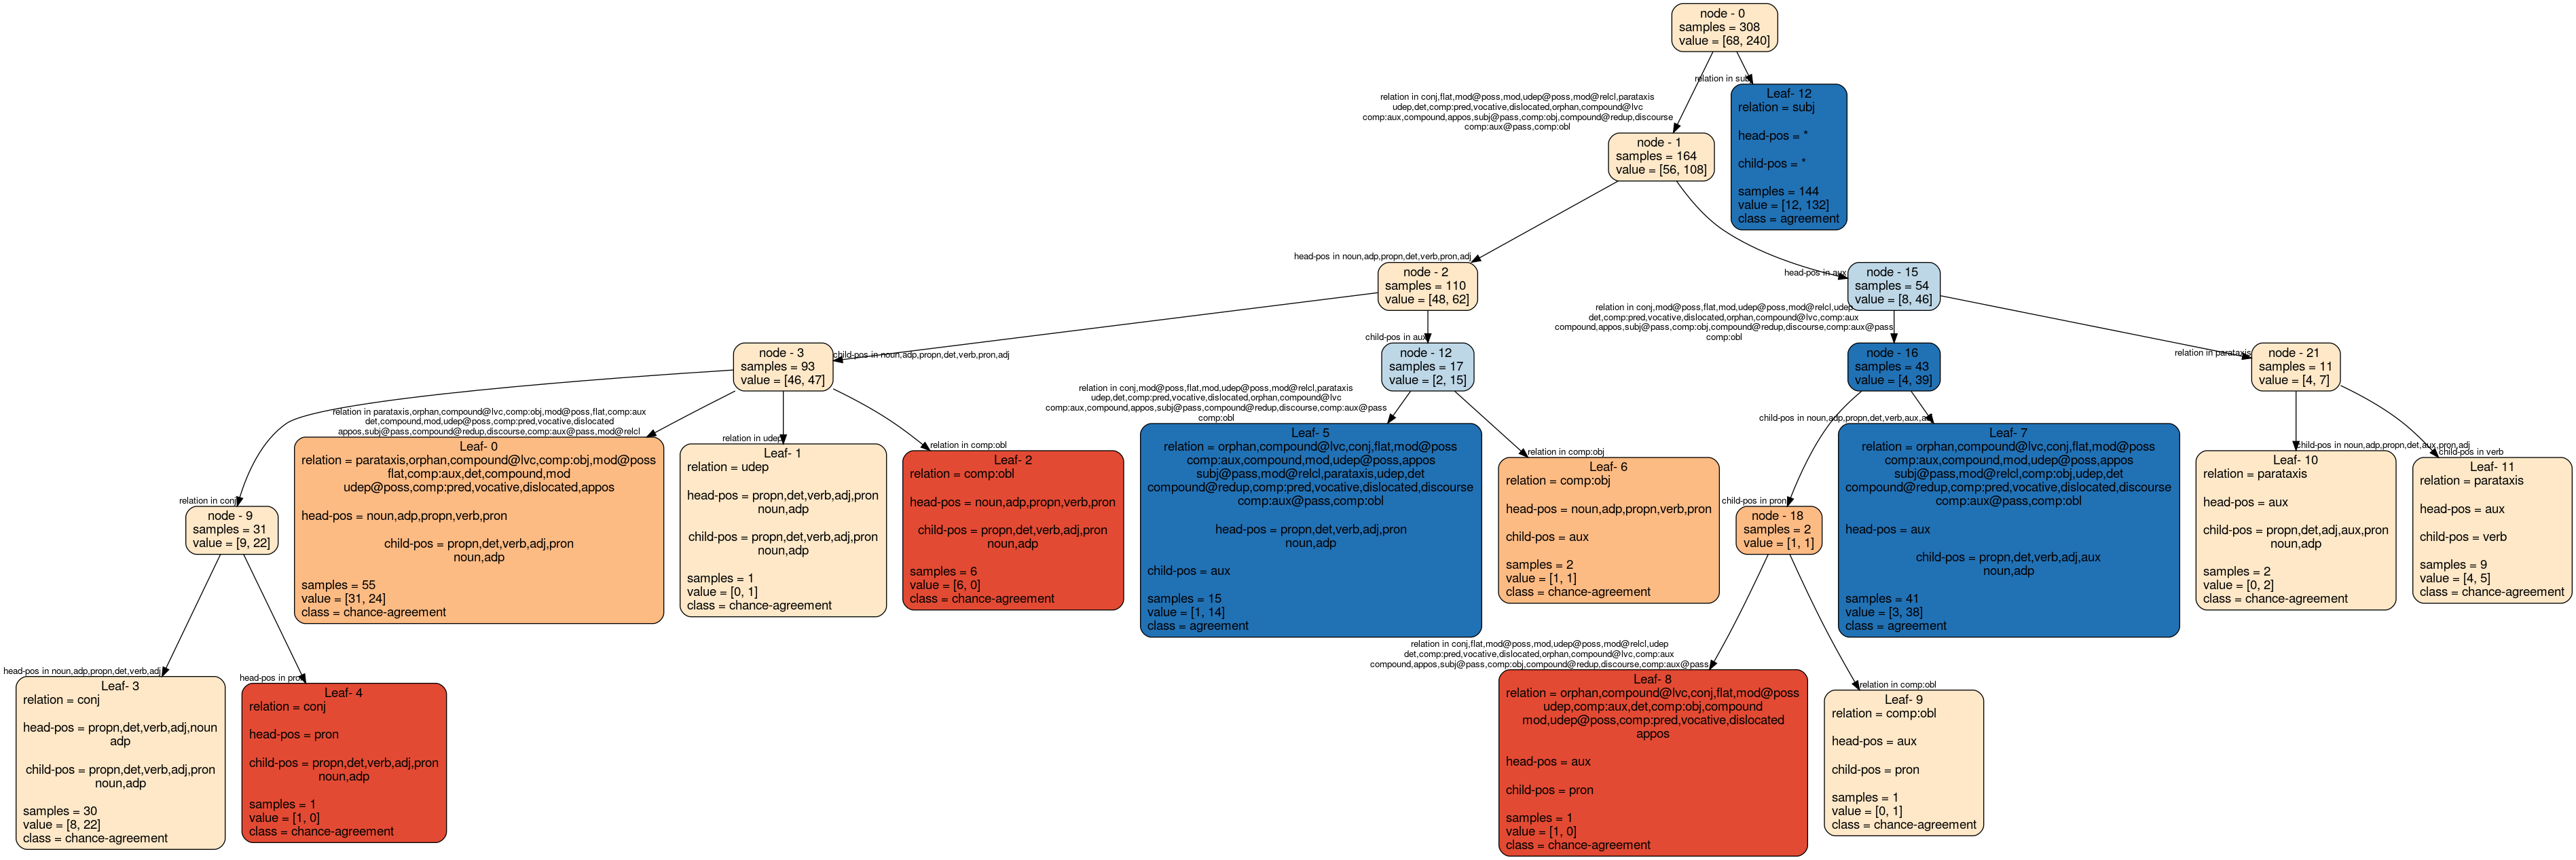 node - 0
samples = 308
value = [68, 240]
relation in subj
Leaf- 12
relation = subj
head-pos = *
child-pos = *
samples = 144
value = [12, 132]
class = agreement
relation in conj,flat,mod@poss,mod,udep@poss,mod@relcl,parataxis
udep,det,comp:pred,vocative,dislocated,orphan,compound@lvc
comp:aux,compound,appos,subj@pass,comp:obj,compound@redup,discourse
comp:aux@pass,comp:obl
node - 1
samples = 164
value = [56, 108]
head-pos in noun,adp,propn,det,verb,pron,adj
node - 2
samples = 110
value = [48, 62]
head-pos in aux
node - 15
samples = 54
value = [8, 46]
child-pos in noun,adp,propn,det,verb,pron,adj
node - 3
samples = 93
value = [46, 47]
child-pos in aux
node - 12
samples = 17
value = [2, 15]
relation in conj,mod@poss,flat,mod,udep@poss,mod@relcl,udep
det,comp:pred,vocative,dislocated,orphan,compound@lvc,comp:aux
compound,appos,subj@pass,comp:obj,compound@redup,discourse,comp:aux@pass
comp:obl
node - 16
samples = 43
value = [4, 39]
relation in parataxis
node - 21
samples = 11
value = [4, 7]
relation in conj
node - 9
samples = 31
value = [9, 22]
relation in parataxis,orphan,compound@lvc,comp:obj,mod@poss,flat,comp:aux
det,compound,mod,udep@poss,comp:pred,vocative,dislocated
appos,subj@pass,compound@redup,discourse,comp:aux@pass,mod@relcl
Leaf- 0
relation = parataxis,orphan,compound@lvc,comp:obj,mod@poss
flat,comp:aux,det,compound,mod
udep@poss,comp:pred,vocative,dislocated,appos
head-pos = noun,adp,propn,verb,pron
child-pos = propn,det,verb,adj,pron
noun,adp
samples = 55
value = [31, 24]
class = chance-agreement
relation in udep
Leaf- 1
relation = udep
head-pos = propn,det,verb,adj,pron
noun,adp
child-pos = propn,det,verb,adj,pron
noun,adp
samples = 1
value = [0, 1]
class = chance-agreement
relation in comp:obl
Leaf- 2
relation = comp:obl
head-pos = noun,adp,propn,verb,pron
child-pos = propn,det,verb,adj,pron
noun,adp
samples = 6
value = [6, 0]
class = chance-agreement
relation in conj,mod@poss,flat,mod,udep@poss,mod@relcl,parataxis
udep,det,comp:pred,vocative,dislocated,orphan,compound@lvc
comp:aux,compound,appos,subj@pass,compound@redup,discourse,comp:aux@pass
comp:obl
Leaf- 5
relation = orphan,compound@lvc,conj,flat,mod@poss
comp:aux,compound,mod,udep@poss,appos
subj@pass,mod@relcl,parataxis,udep,det
compound@redup,comp:pred,vocative,dislocated,discourse
comp:aux@pass,comp:obl
head-pos = propn,det,verb,adj,pron
noun,adp
child-pos = aux
samples = 15
value = [1, 14]
class = agreement
relation in comp:obj
Leaf- 6
relation = comp:obj
head-pos = noun,adp,propn,verb,pron
child-pos = aux
samples = 2
value = [1, 1]
class = chance-agreement
child-pos in pron
node - 18
samples = 2
value = [1, 1]
child-pos in noun,adp,propn,det,verb,aux,adj
Leaf- 7
relation = orphan,compound@lvc,conj,flat,mod@poss
comp:aux,compound,mod,udep@poss,appos
subj@pass,mod@relcl,comp:obj,udep,det
compound@redup,comp:pred,vocative,dislocated,discourse
comp:aux@pass,comp:obl
head-pos = aux
child-pos = propn,det,verb,adj,aux
noun,adp
samples = 41
value = [3, 38]
class = agreement
child-pos in noun,adp,propn,det,aux,pron,adj
Leaf- 10
relation = parataxis
head-pos = aux
child-pos = propn,det,adj,aux,pron
noun,adp
samples = 2
value = [0, 2]
class = chance-agreement
child-pos in verb
Leaf- 11
relation = parataxis
head-pos = aux
child-pos = verb
samples = 9
value = [4, 5]
class = chance-agreement
head-pos in noun,adp,propn,det,verb,adj
Leaf- 3
relation = conj
head-pos = propn,det,verb,adj,noun
adp
child-pos = propn,det,verb,adj,pron
noun,adp
samples = 30
value = [8, 22]
class = chance-agreement
head-pos in pron
Leaf- 4
relation = conj
head-pos = pron
child-pos = propn,det,verb,adj,pron
noun,adp
samples = 1
value = [1, 0]
class = chance-agreement
relation in conj,flat,mod@poss,mod,udep@poss,mod@relcl,udep
det,comp:pred,vocative,dislocated,orphan,compound@lvc,comp:aux
compound,appos,subj@pass,comp:obj,compound@redup,discourse,comp:aux@pass
Leaf- 8
relation = orphan,compound@lvc,conj,flat,mod@poss
udep,comp:aux,det,comp:obj,compound
mod,udep@poss,comp:pred,vocative,dislocated
appos
head-pos = aux
child-pos = pron
samples = 1
value = [1, 0]
class = chance-agreement
relation in comp:obl
Leaf- 9
relation = comp:obl
head-pos = aux
child-pos = pron
samples = 1
value = [0, 1]
class = chance-agreement